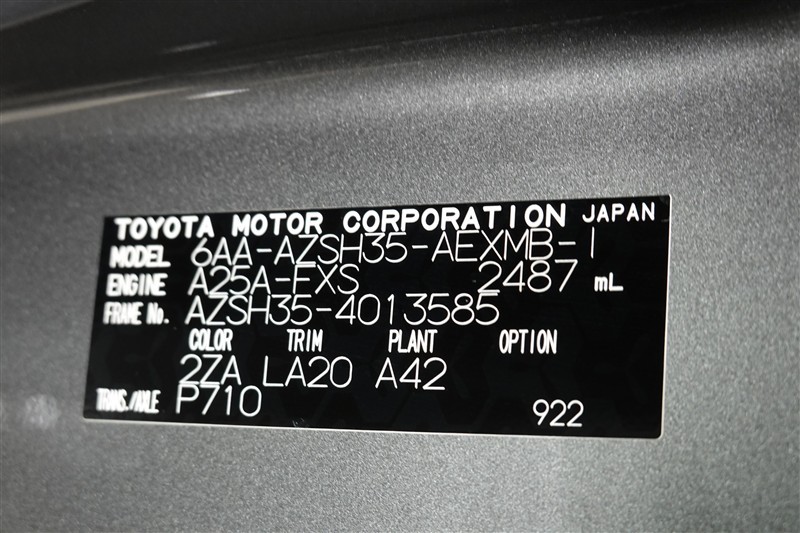 TOYOTA MOTOR CORPORATION JAPAN
MODEL 6AA-AZSH35-AEXMB-I
ENGINE A25A-FXS 2487 mL
FRAME No. AZSH35-4013585
COLOR TRIM PLANT OPTION
2ZA LA20 A42
TRANS./AXLE P710 922